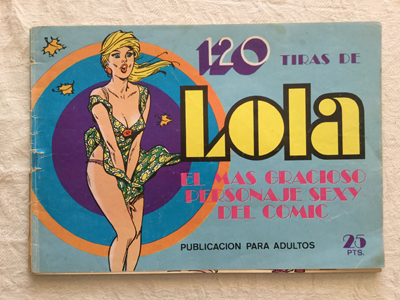 120 TIRAS DE
Lola
EL MAS GRACIOSO
PERSONAJE SEXY
DEL COMIC
PUBLICACION PARA ADULTOS
25
PTS.